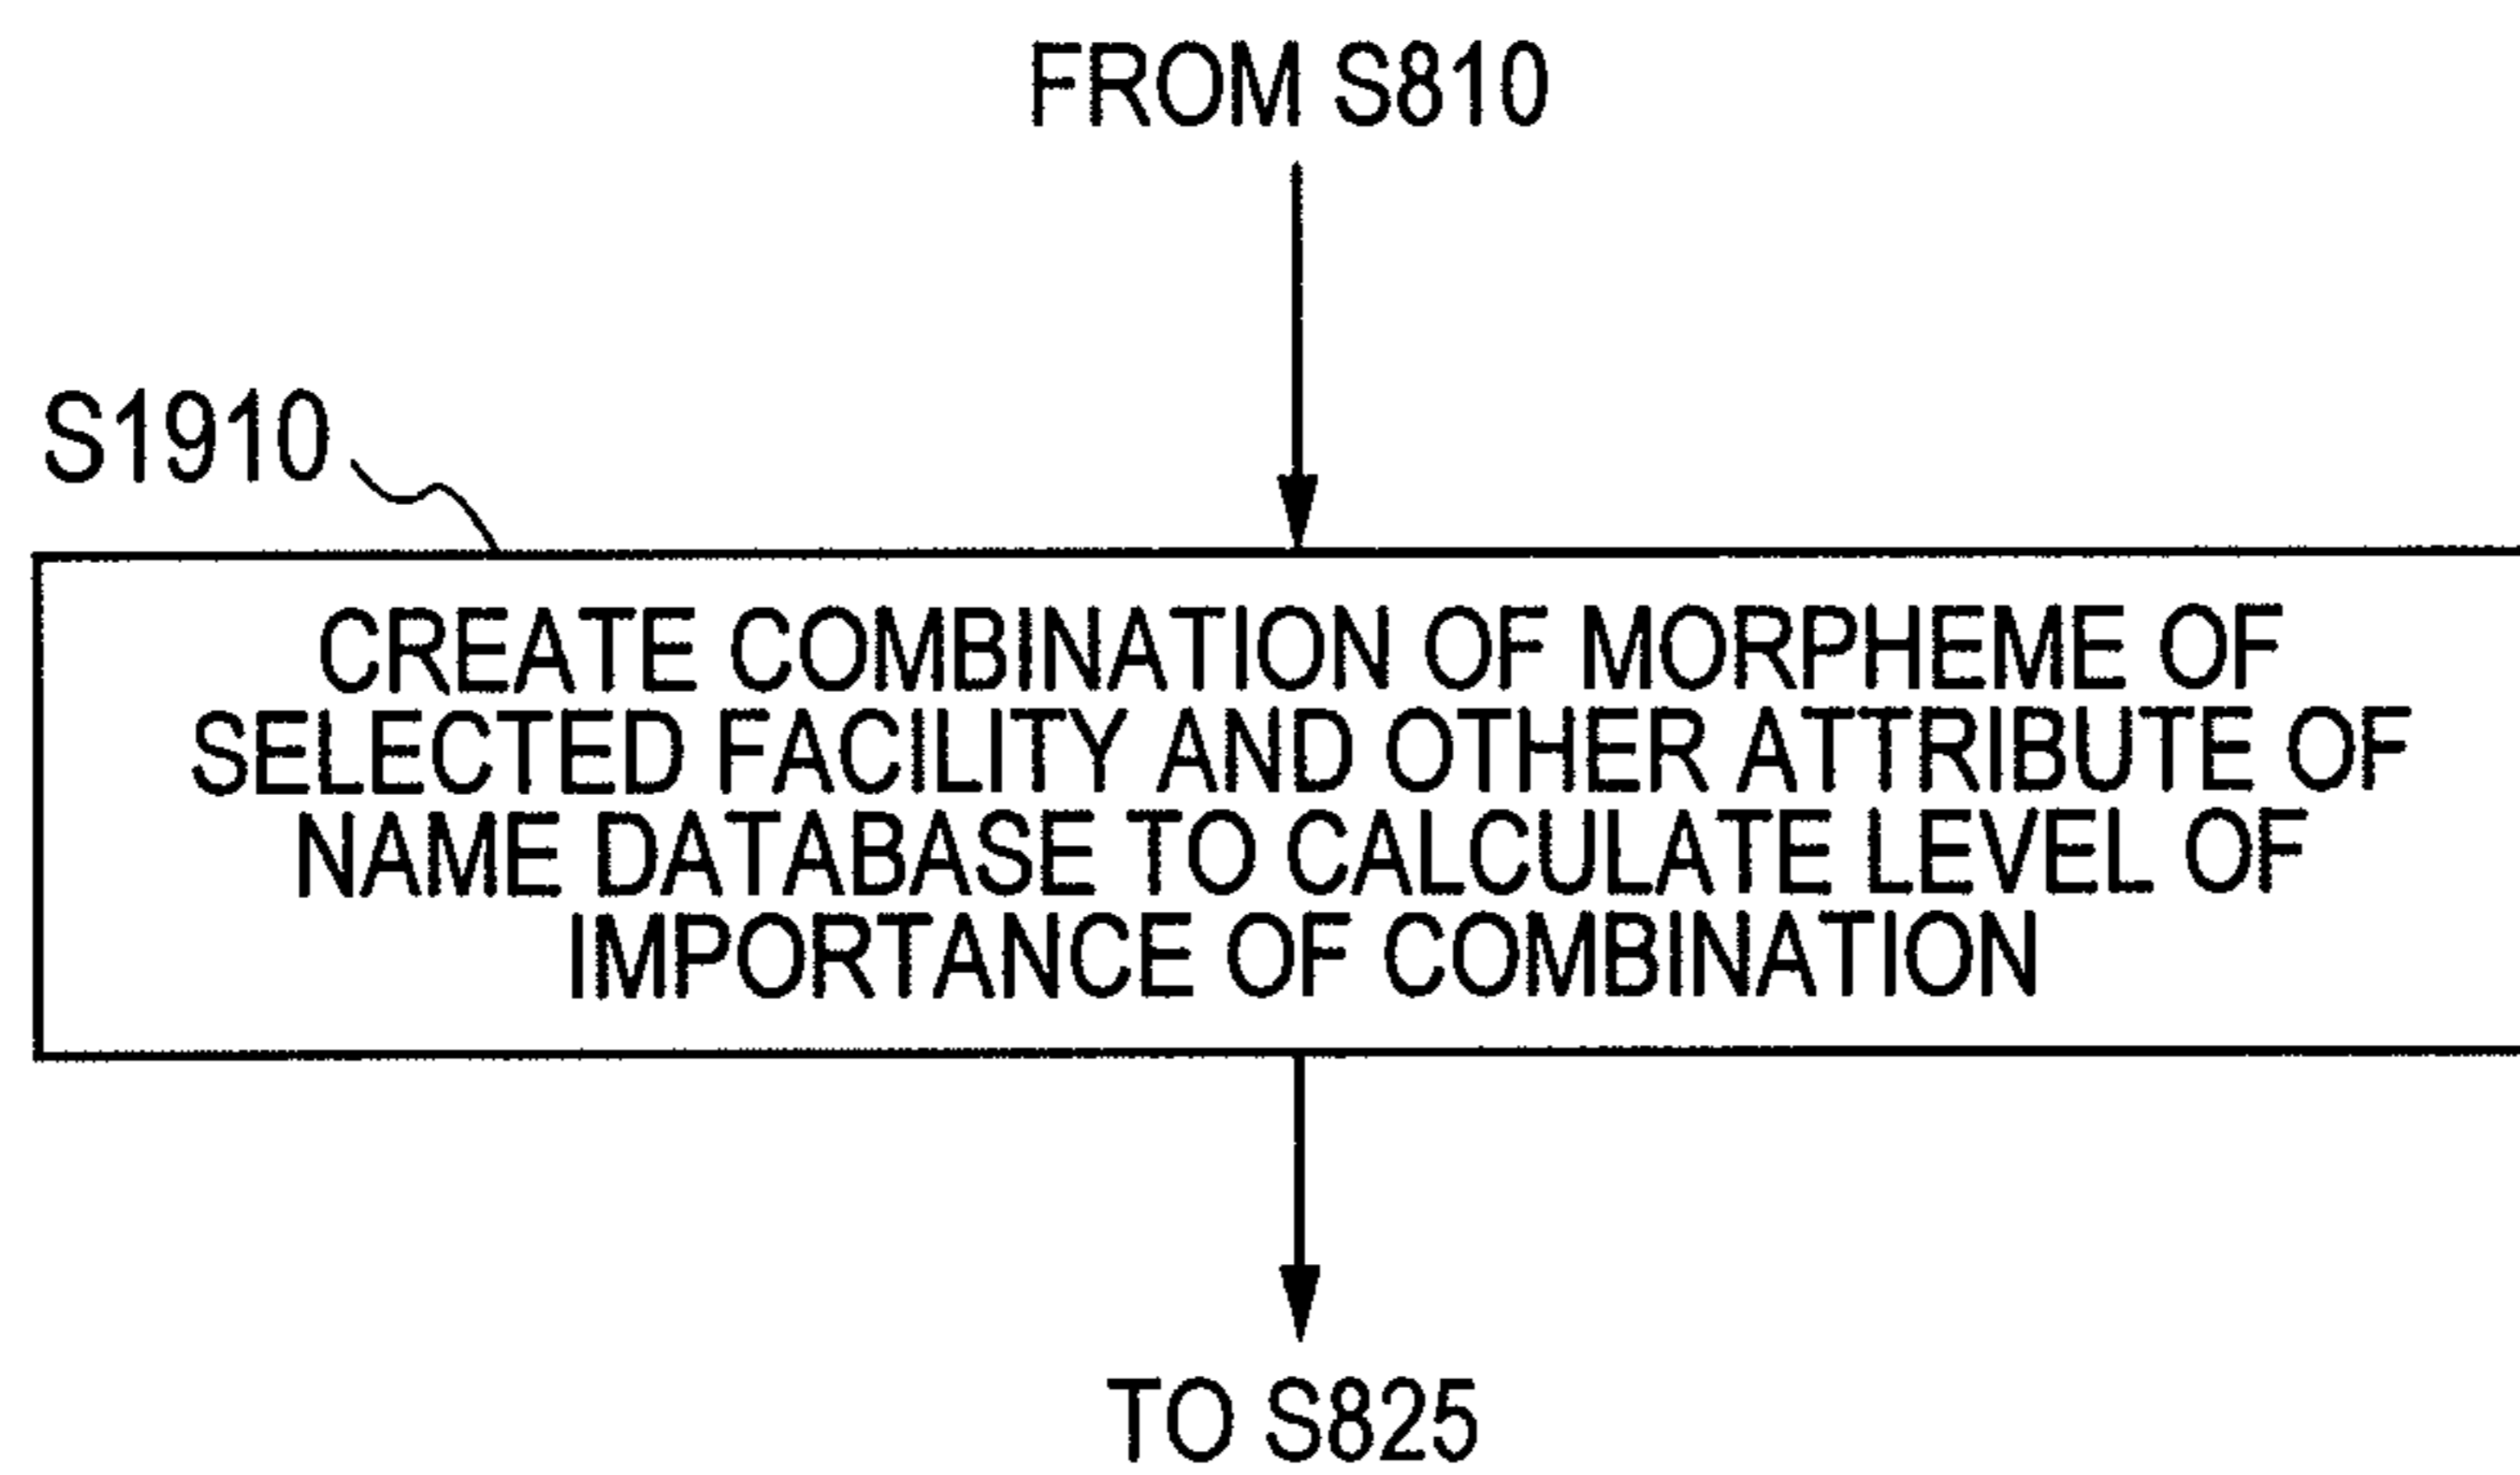 FROM S810
S1910
CREATE COMBINATION OF MORPHEME OF
SELECTED FACILITY AND OTHER ATTRIBUTE OF
NAME DATABASE TO CALCULATE LEVEL OF
IMPORTANCE OF COMBINATION
TO S825